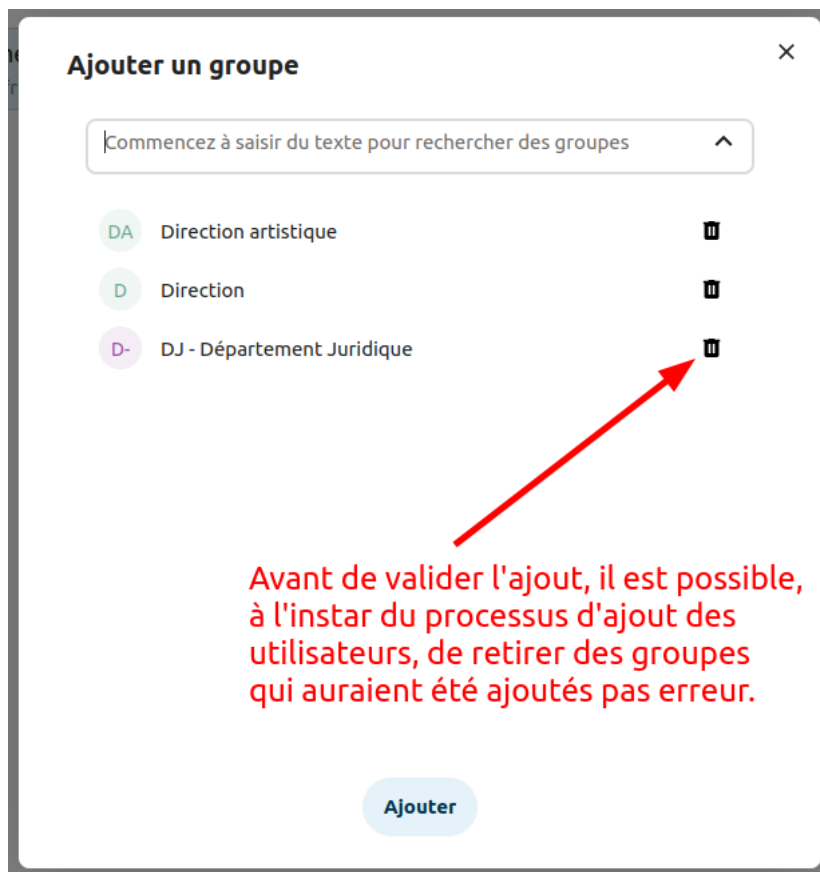 Ajouter un groupe
Commencez à saisir du texte pour rechercher des groupes
DA Direction artistique
D Direction
D- DJ - Département Juridique
Avant de valider l'ajout, il est possible,
à l'instar du processus d'ajout des
utilisateurs, de retirer des groupes
qui auraient été ajoutés pas erreur.
Ajouter